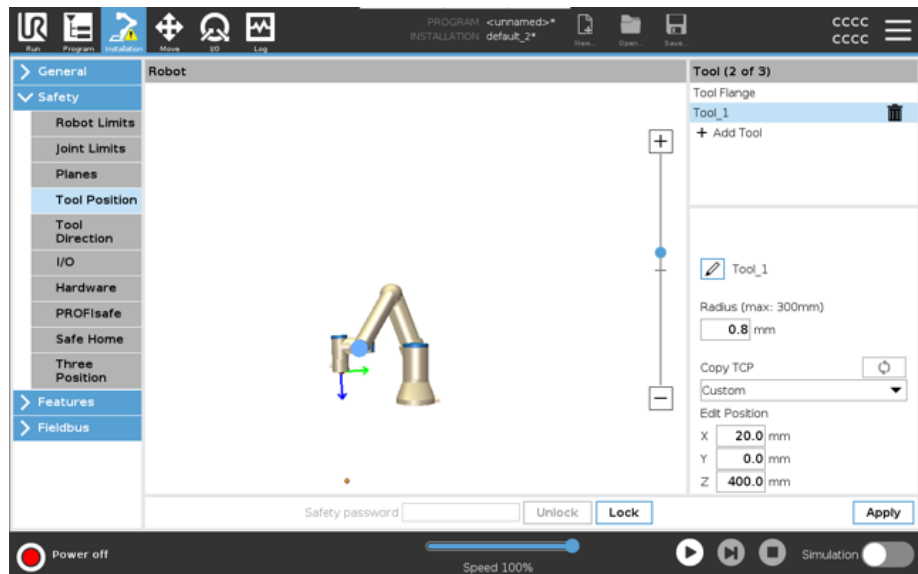 PROGRAM <unnamed>*
INSTALLATION default_2*
UR
Run
Program
Installation
Move
I/O
Log
New...
Open...
Save...
cccc
cccc
General
Safety
Robot Limits
Joint Limits
Planes
Tool Position
Tool
Direction
I/O
Hardware
PROFIsafe
Safe Home
Three
Position
Features
Fieldbus
Robot
Tool (2 of 3)
Tool Flange
Tool_1
+ Add Tool
Tool_1
Radius (max: 300mm)
0.8 mm
Copy TCP
Custom
Edit Position
X 20.0 mm
Y 0.0 mm
Z 400.0 mm
Safety password
Unlock
Lock
Apply
Power off
Speed 100%
Simulation